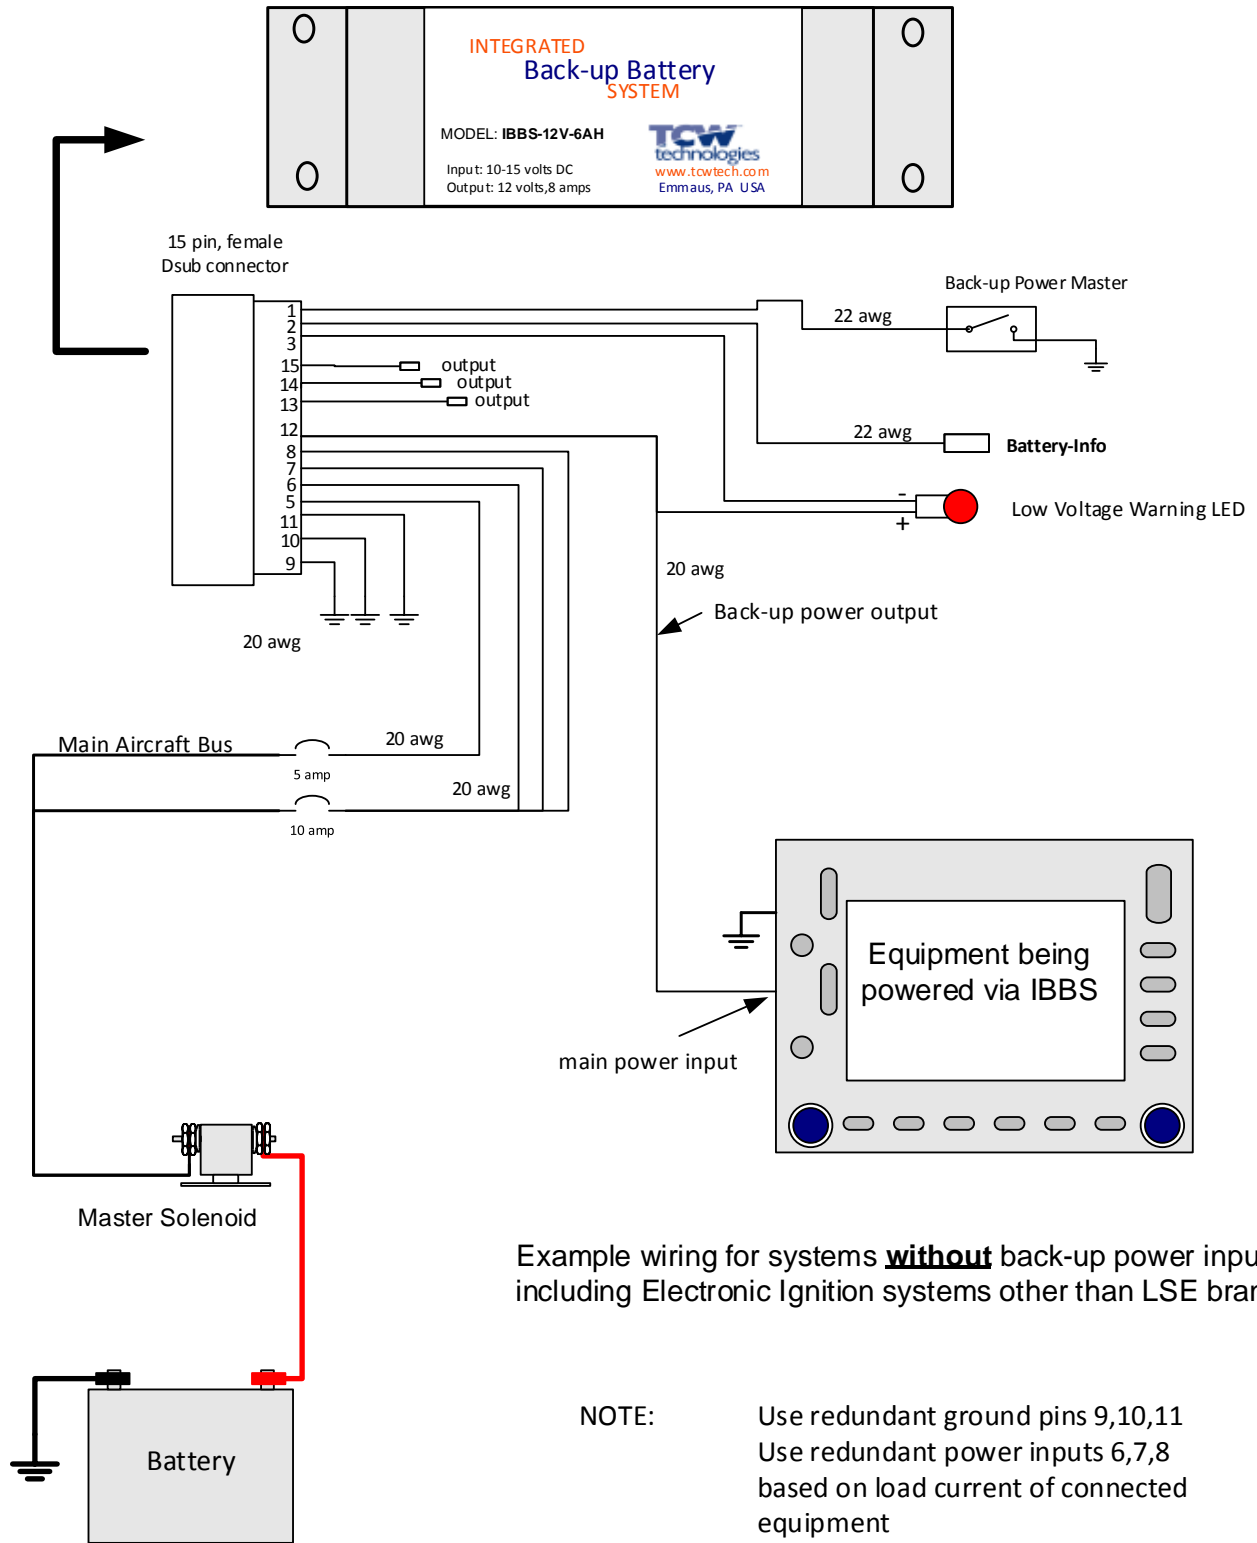 INTEGRATED
Back-up Battery
SYSTEM
MODEL: IBBS-12V-6AH
Input: 10-15 volts DC
Output: 12 volts,8 amps
TCW
technologies
www.tcwtech.com
Emmaus, PA USA
15 pin, female
Dsub connector
1
2
3
15
14
13
12
8
7
6
5
11
10
9
output
output
output
Back-up Power Master
22 awg
22 awg
Battery-Info
-
+
Low Voltage Warning LED
20 awg
Back-up power output
20 awg
Main Aircraft Bus
20 awg
5 amp
20 awg
10 amp
Equipment being
powered via IBBS
main power input
Master Solenoid
Example wiring for systems without back-up power inpu
including Electronic Ignition systems other than LSE bran
Battery
NOTE:
Use redundant ground pins 9,10,11
Use redundant power inputs 6,7,8
based on load current of connected
equipment